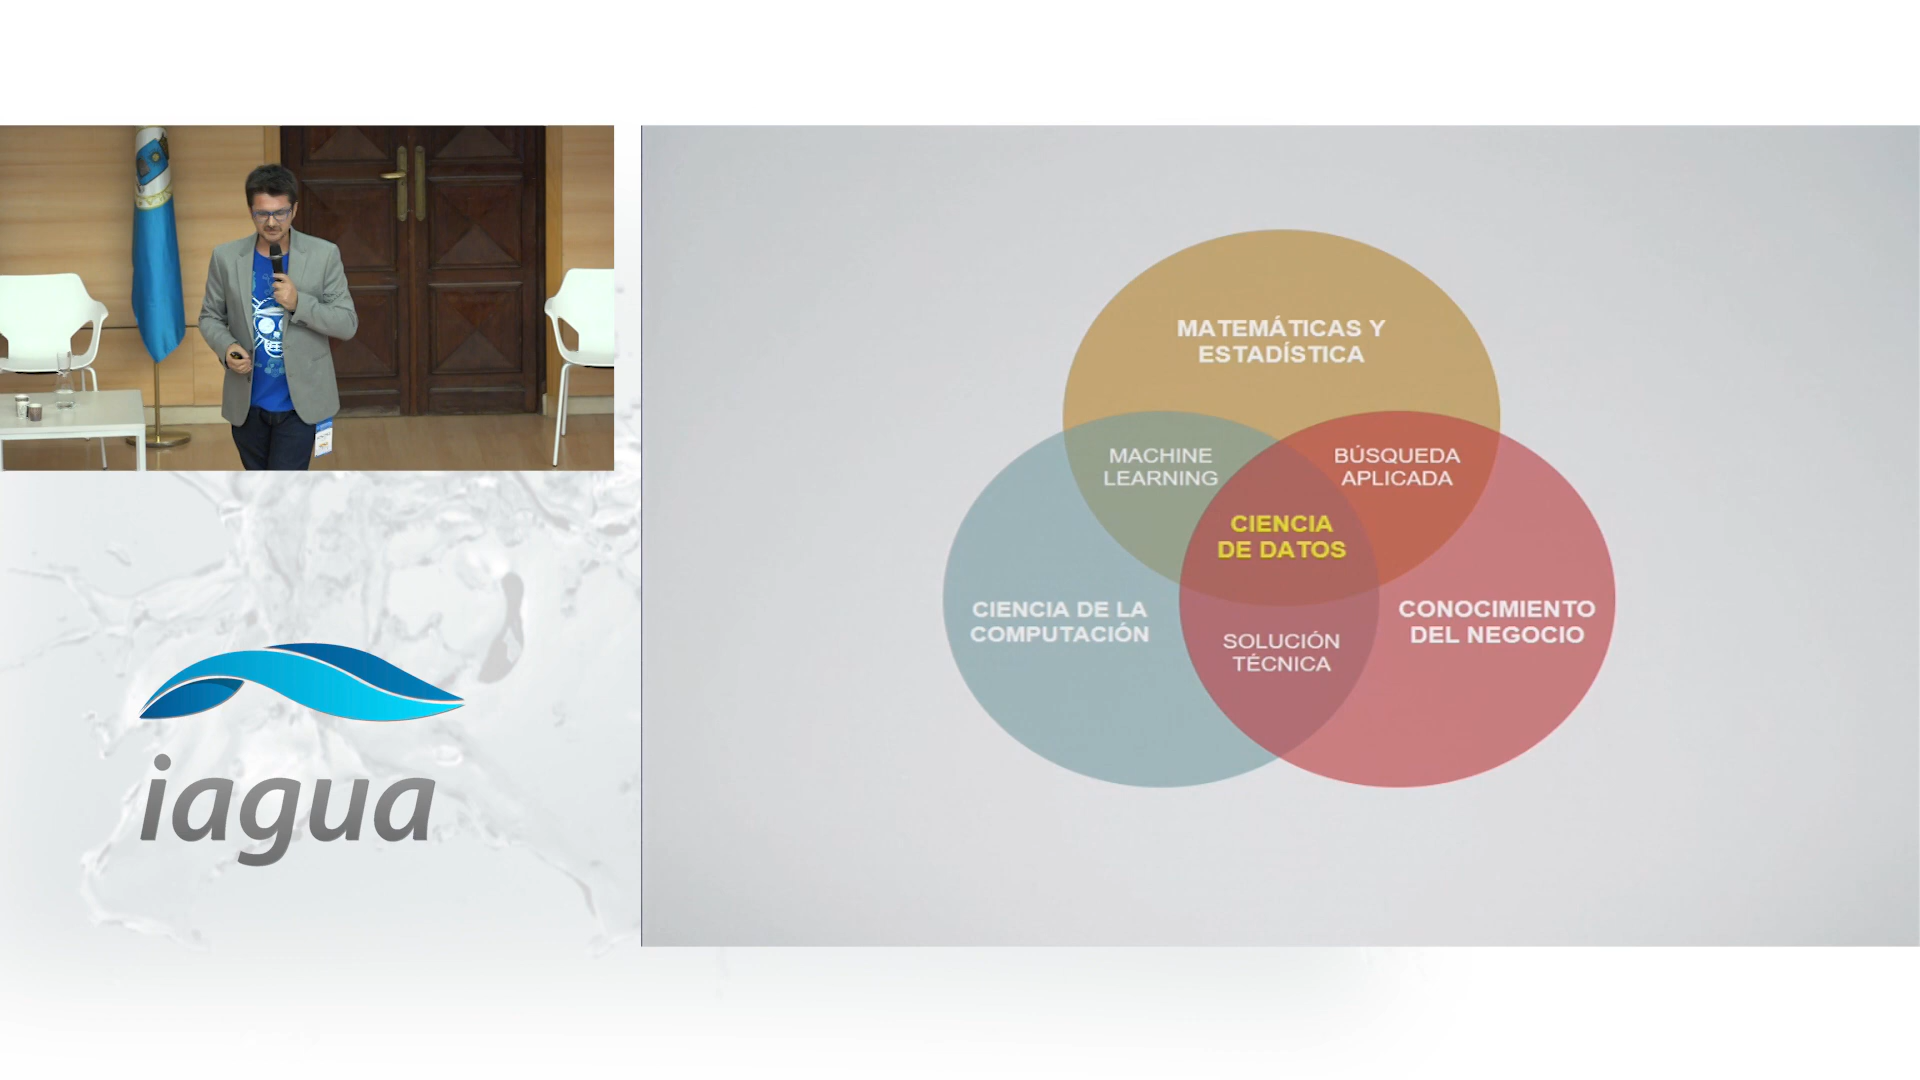 MATEMÁTICAS Y
ESTADÍSTICA
MACHINE
LEARNING
BÚSQUEDA
APLICADA
CIENCIA
DE DATOS
CIENCIA DE LA
COMPUTACIÓN
CONOCIMIENTO
DEL NEGOCIO
SOLUCIÓN
TÉCNICA
iagua